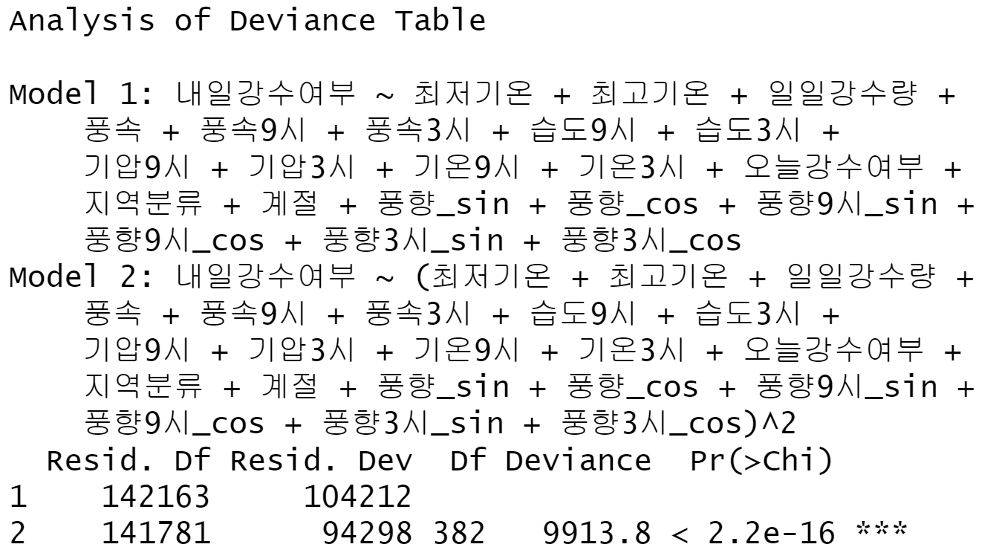 Analysis of Deviance Table

Model 1: 내일강수여부 ~ 최저기온 + 최고기온 + 일일강수량 +
    풍속 + 풍속9시 + 풍속3시 + 습도9시 + 습도3시 +
    기압9시 + 기압3시 + 기온9시 + 기온3시 + 오늘강수여부 +
    지역분류 + 계절 + 풍향_sin + 풍향_cos + 풍향9시_sin +
    풍향9시_cos + 풍향3시_sin + 풍향3시_cos
Model 2: 내일강수여부 ~ (최저기온 + 최고기온 + 일일강수량 +
    풍속 + 풍속9시 + 풍속3시 + 습도9시 + 습도3시 +
    기압9시 + 기압3시 + 기온9시 + 기온3시 + 오늘강수여부 +
    지역분류 + 계절 + 풍향_sin + 풍향_cos + 풍향9시_sin +
    풍향9시_cos + 풍향3시_sin + 풍향3시_cos)^2
  Resid. Df Resid. Dev  Df Deviance  Pr(>Chi)
1    142163     104212
2    141781      94298 382   9913.8 < 2.2e-16 ***